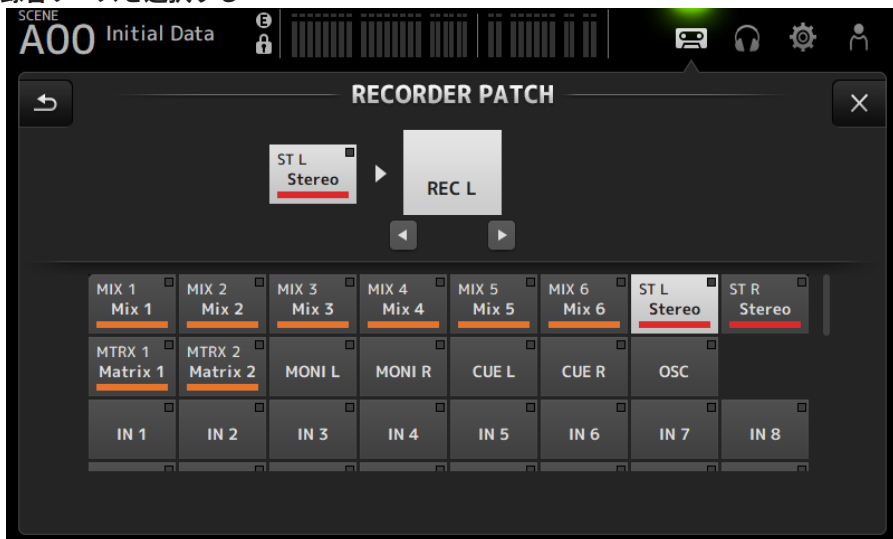 SCENE
A00 Initial Data
E
RECORDER PATCH
ST L
Stereo
REC L
MIX 1
Mix 1
MIX 2
Mix 2
MIX 3
Mix 3
MIX 4
Mix 4
MIX 5
Mix 5
MIX 6
Mix 6
ST L
Stereo
ST R
Stereo
MTRX 1
Matrix 1
MTRX 2
Matrix 2
MONI L
MONI R
CUE L
CUE R
OSC
IN 1
IN 2
IN 3
IN 4
IN 5
IN 6
IN 7
IN 8